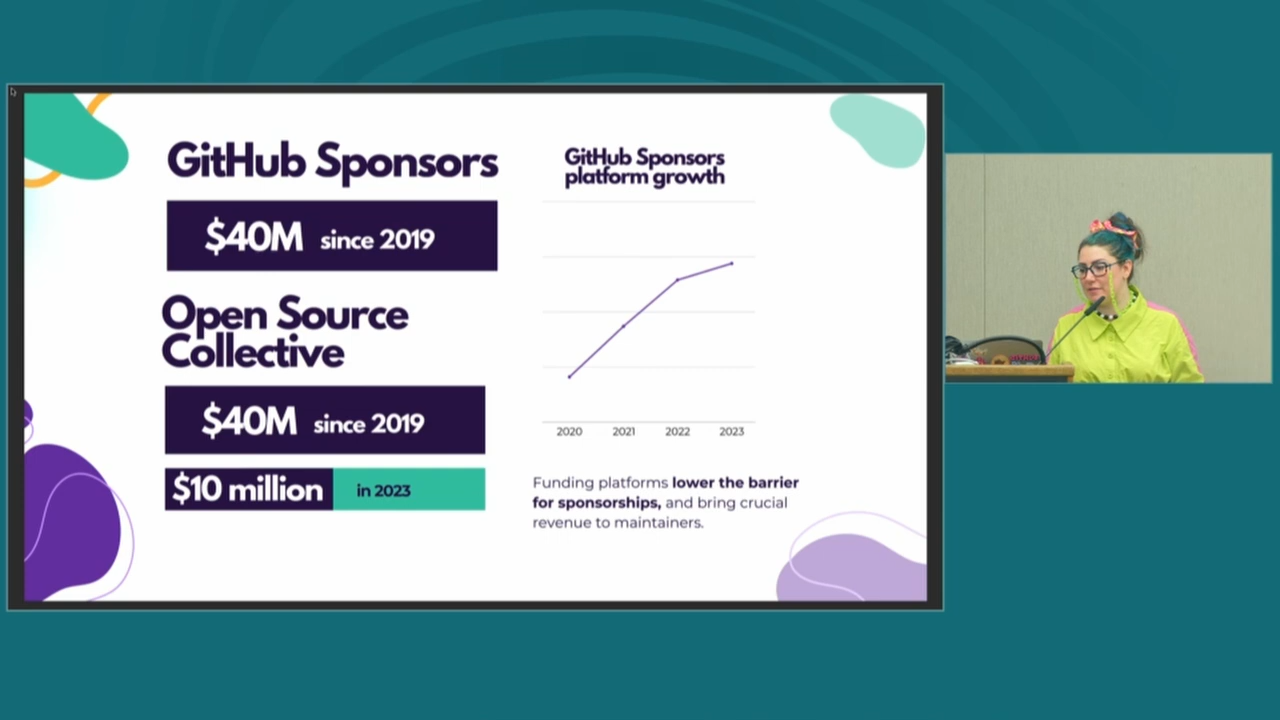 GitHub Sponsors
$40M since 2019
Open Source
Collective
$40M since 2019
$10 million in 2023
GitHub Sponsors
platform growth
2020 2021 2022 2023
Funding platforms lower the barrier
for sponsorships, and bring crucial
revenue to maintainers.